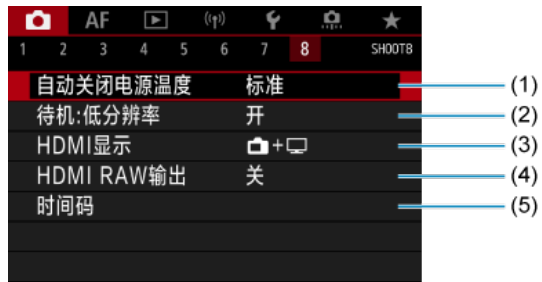 AF
1 2 3 4 5 6 7 8 SHOOT8
自动关闭电源温度 标准 (1)
待机:低分辨率 开 (2)
HDMI显示 + (3)
HDMI RAW输出 关 (4)
时间码 (5)